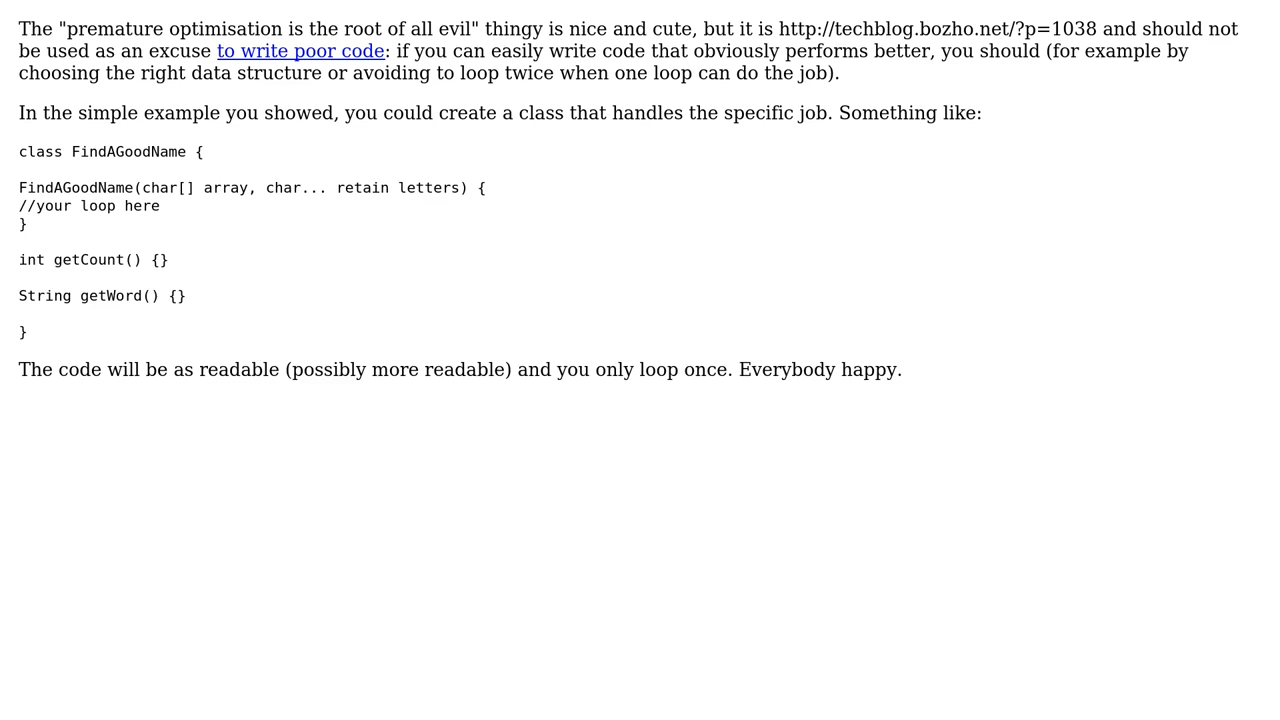 The "premature optimisation is the root of all evil" thingy is nice and cute, but it is http://techblog.bozho.net/?p=1038 and should not
be used as an excuse to write poor code: if you can easily write code that obviously performs better, you should (for example by
choosing the right data structure or avoiding to loop twice when one loop can do the job).
In the simple example you showed, you could create a class that handles the specific job. Something like:
class FindAGoodName {
FindAGoodName(char[] array, char... retain letters) {
//your loop here
}
int getCount() {}
String getWord() {}
}
The code will be as readable (possibly more readable) and you only loop once. Everybody happy.